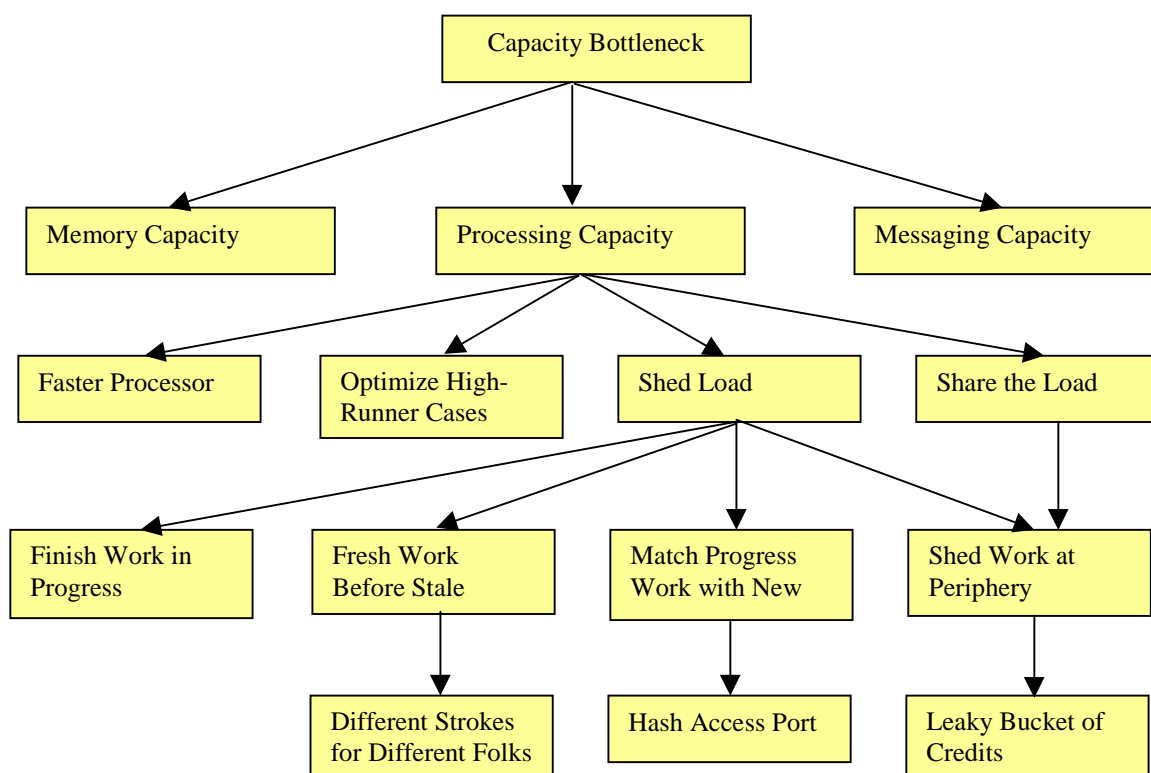 Capacity Bottleneck
Memory Capacity
Processing Capacity
Messaging Capacity
Faster Processor
Optimize High-
Runner Cases
Shed Load
Share the Load
Finish Work in
Progress
Fresh Work
Before Stale
Match Progress
Work with New
Shed Work at
Periphery
Different Strokes
for Different Folks
Hash Access Port
Leaky Bucket of
Credits